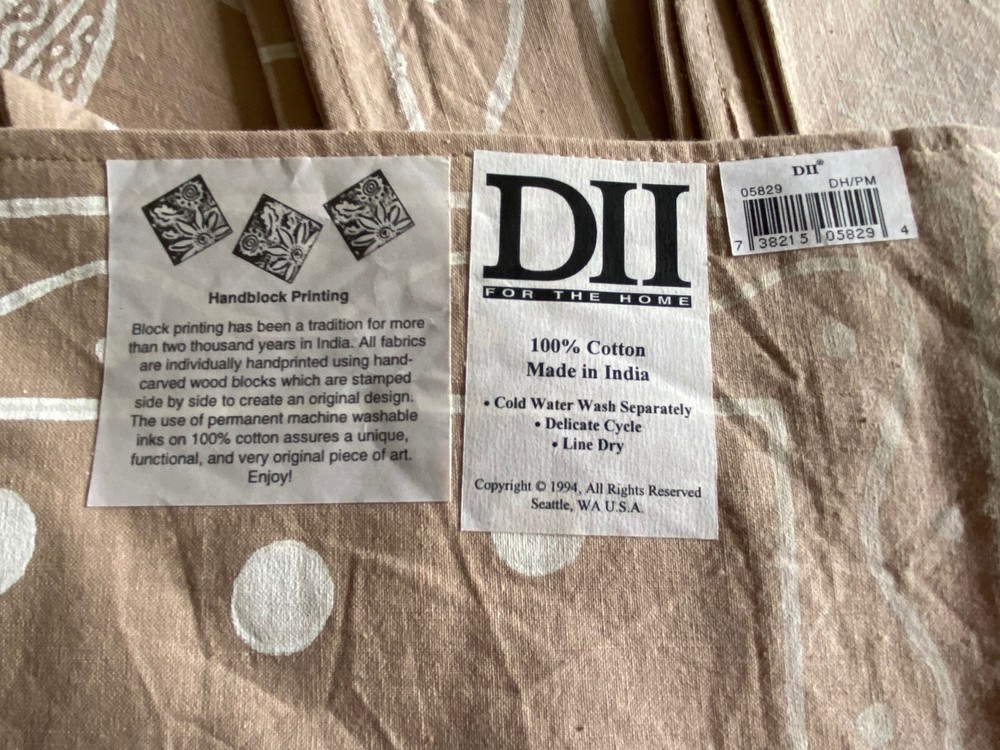 Handblock Printing
Block printing has been a tradition for more
than two thousand years in India. All fabrics
are individually handprinted using hand-
carved wood blocks which are stamped
side by side to create an original design.
The use of permanent machine washable
inks on 100% cotton assures a unique,
functional, and very original piece of art.
Enjoy!
DII
FOR THE HOME
100% Cotton
Made in India
• Cold Water Wash Separately
• Delicate Cycle
• Line Dry
Copyright © 1994, All Rights Reserved
Seattle, WA U.S.A.
DII®
05829 DH/PM
7 38215 05829 4